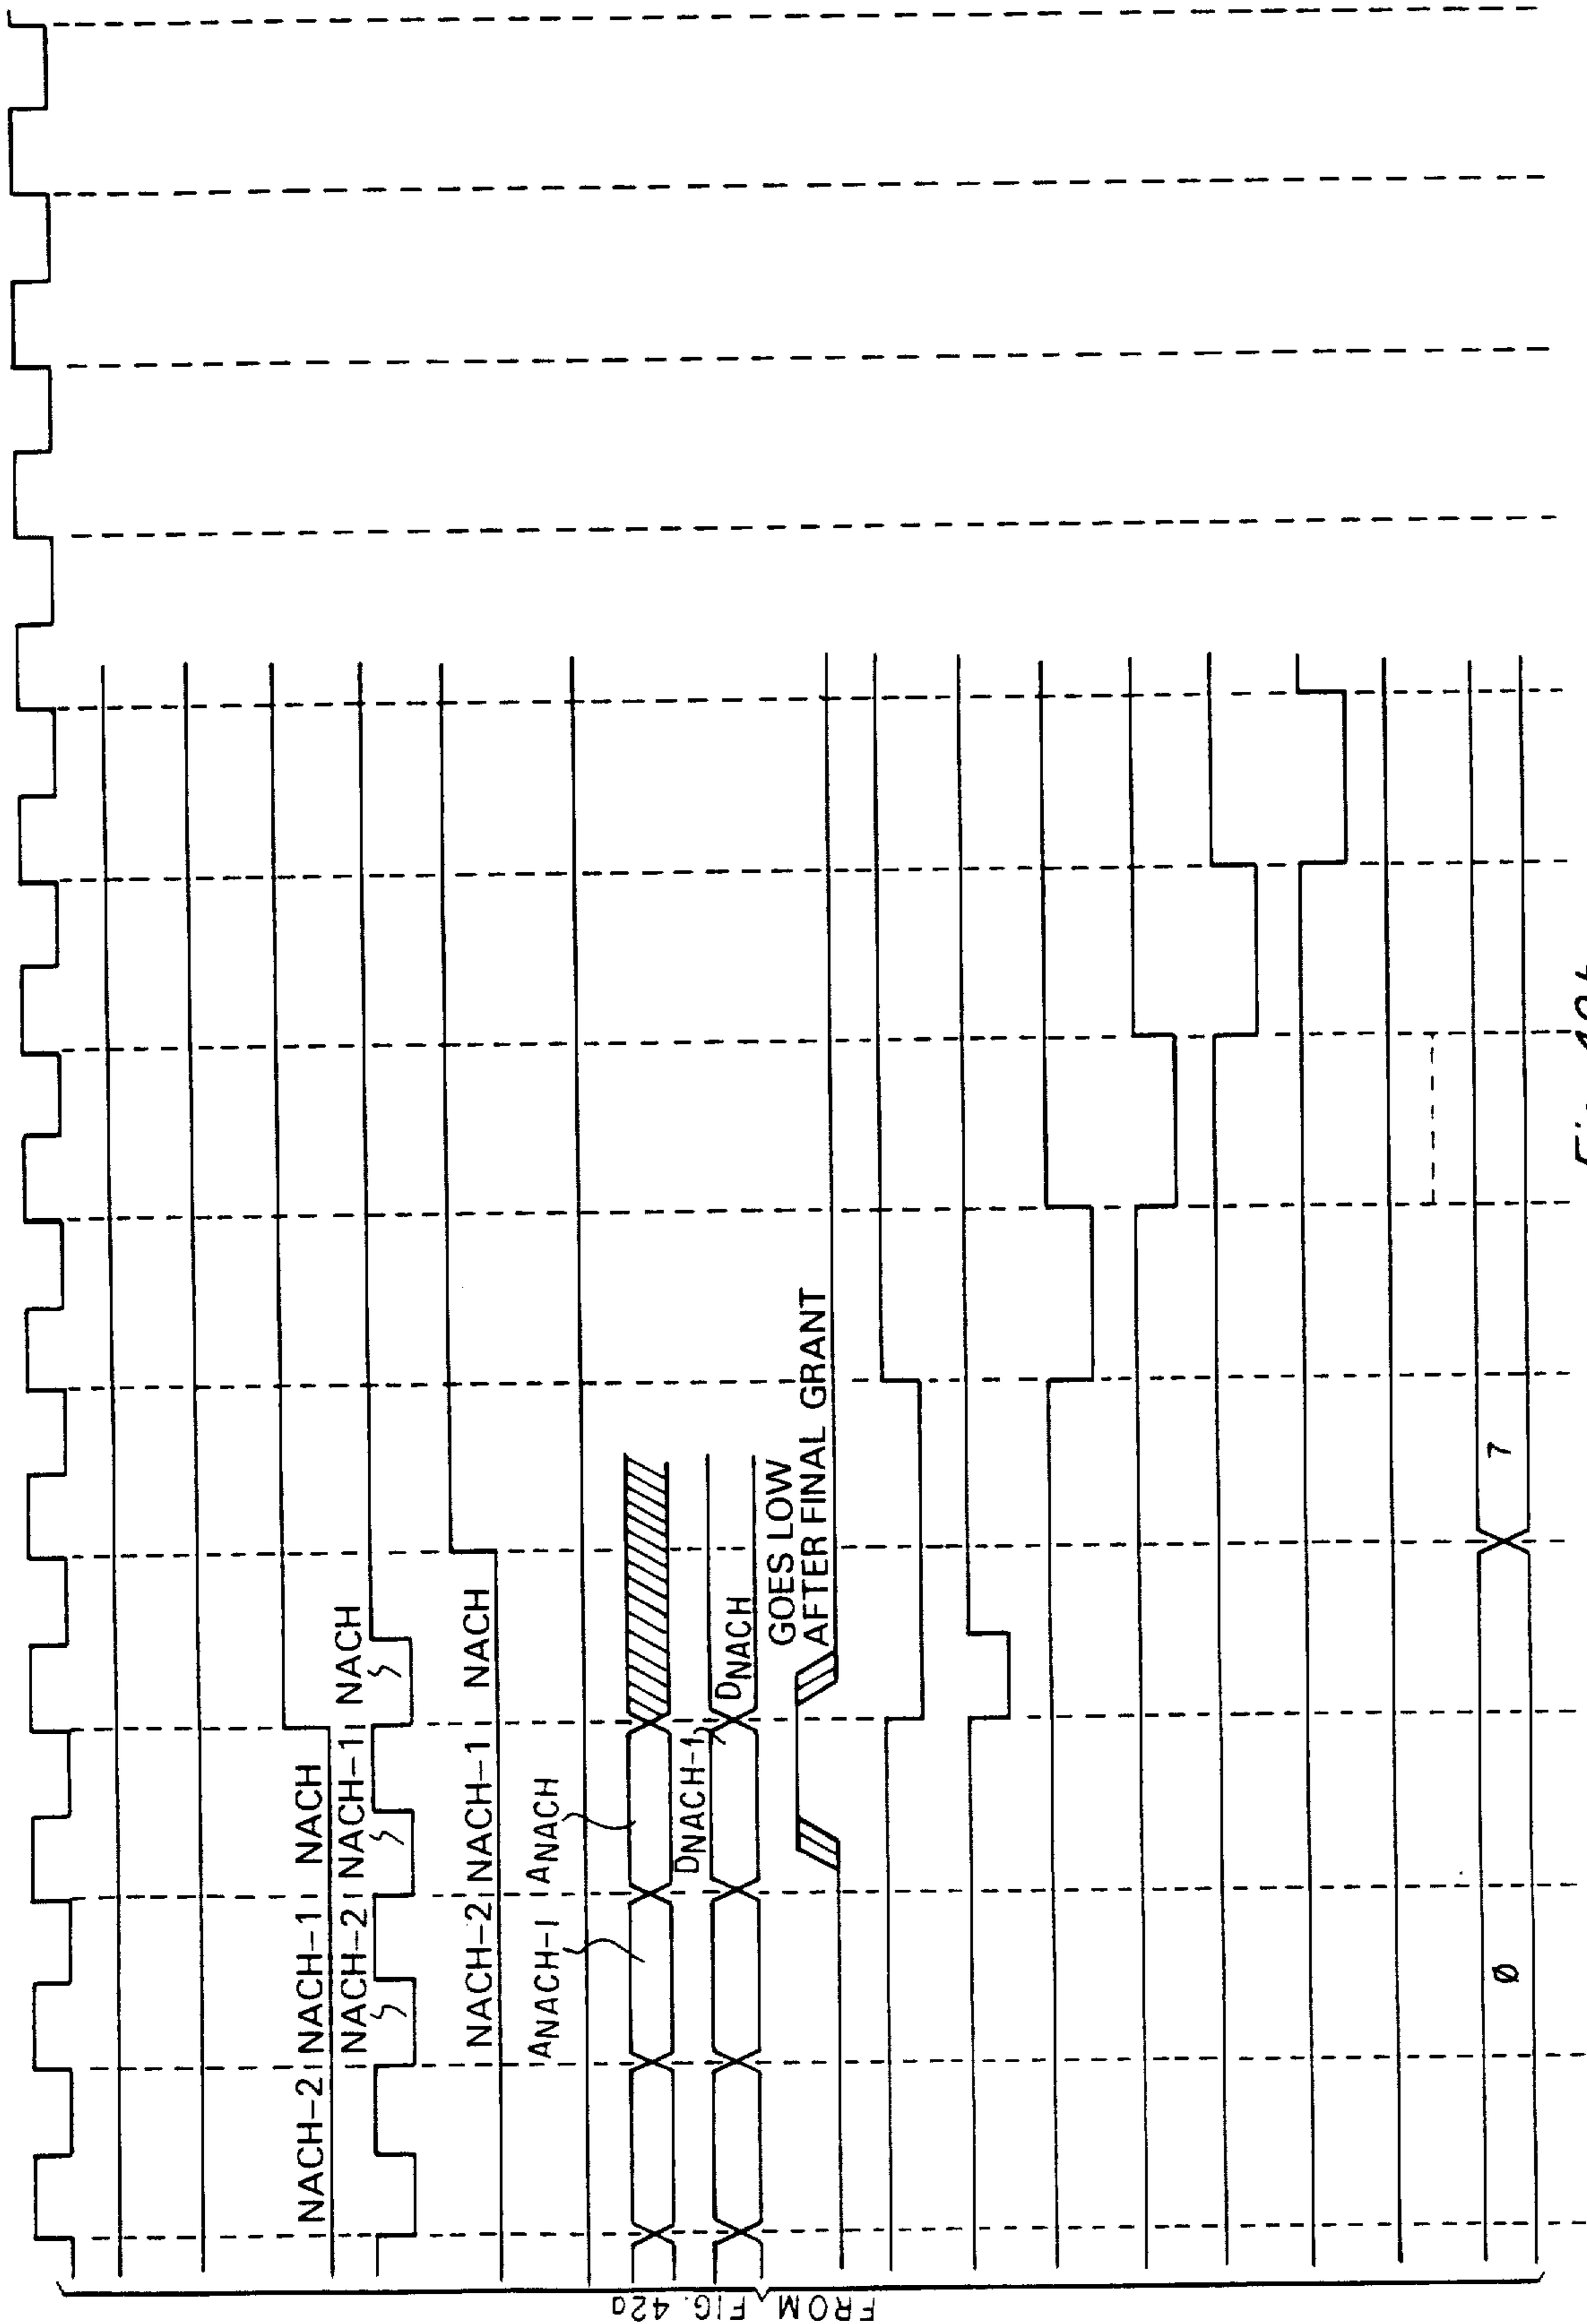 FROM FIG. 42a
NACH-2 NACH-1 NACH
NACH-2 NACH-1 NACH
NACH-2 NACH-1 NACH
ANACH-1 ANACH
DNACH-1 DNACH
GOES LOW
AFTER FINAL GRANT
Ø 7